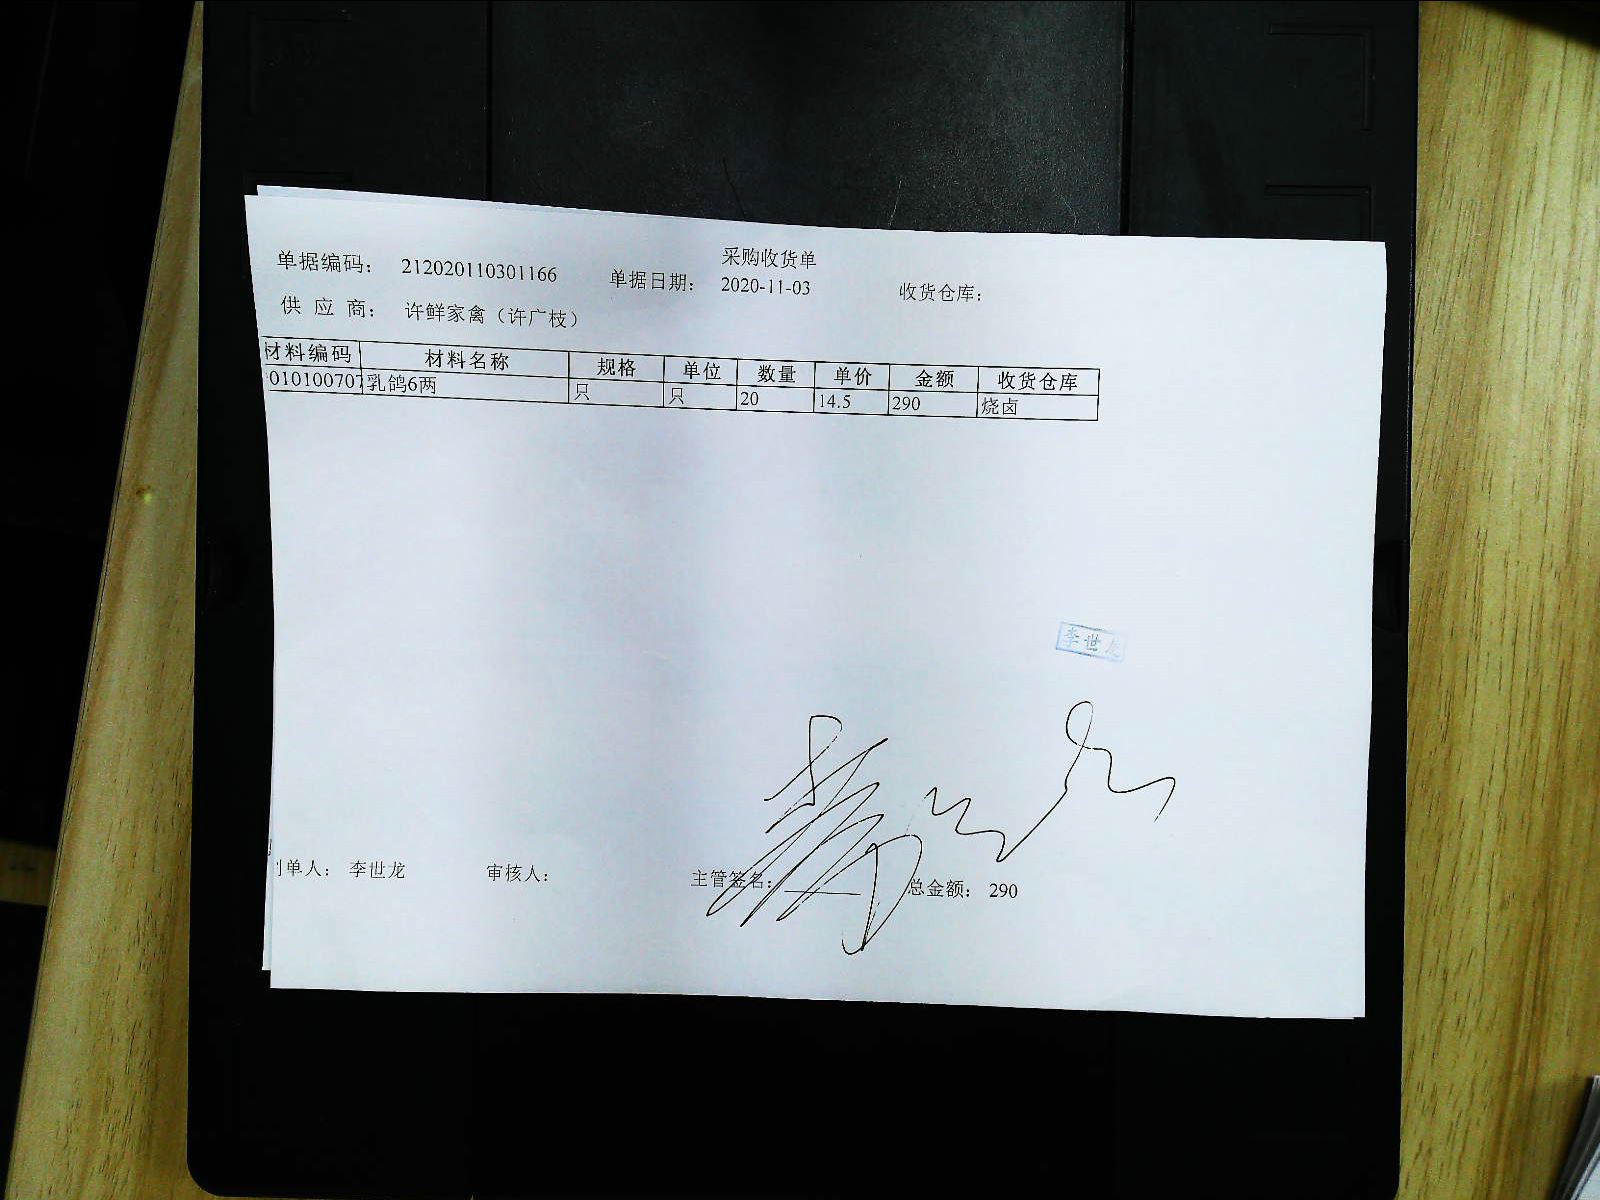 采购收货单
单据编码： 212020110301166 单据日期： 2020-11-03 收货仓库：
供 应 商： 许鲜家禽（许广枝）
材料编码 材料名称 规格 单位 数量 单价 金额 收货仓库
010100707 乳鸽6两 只 只 20 14.5 290 烧卤
李世龙
单人： 李世龙 审核人： 主管签名： 总金额： 290